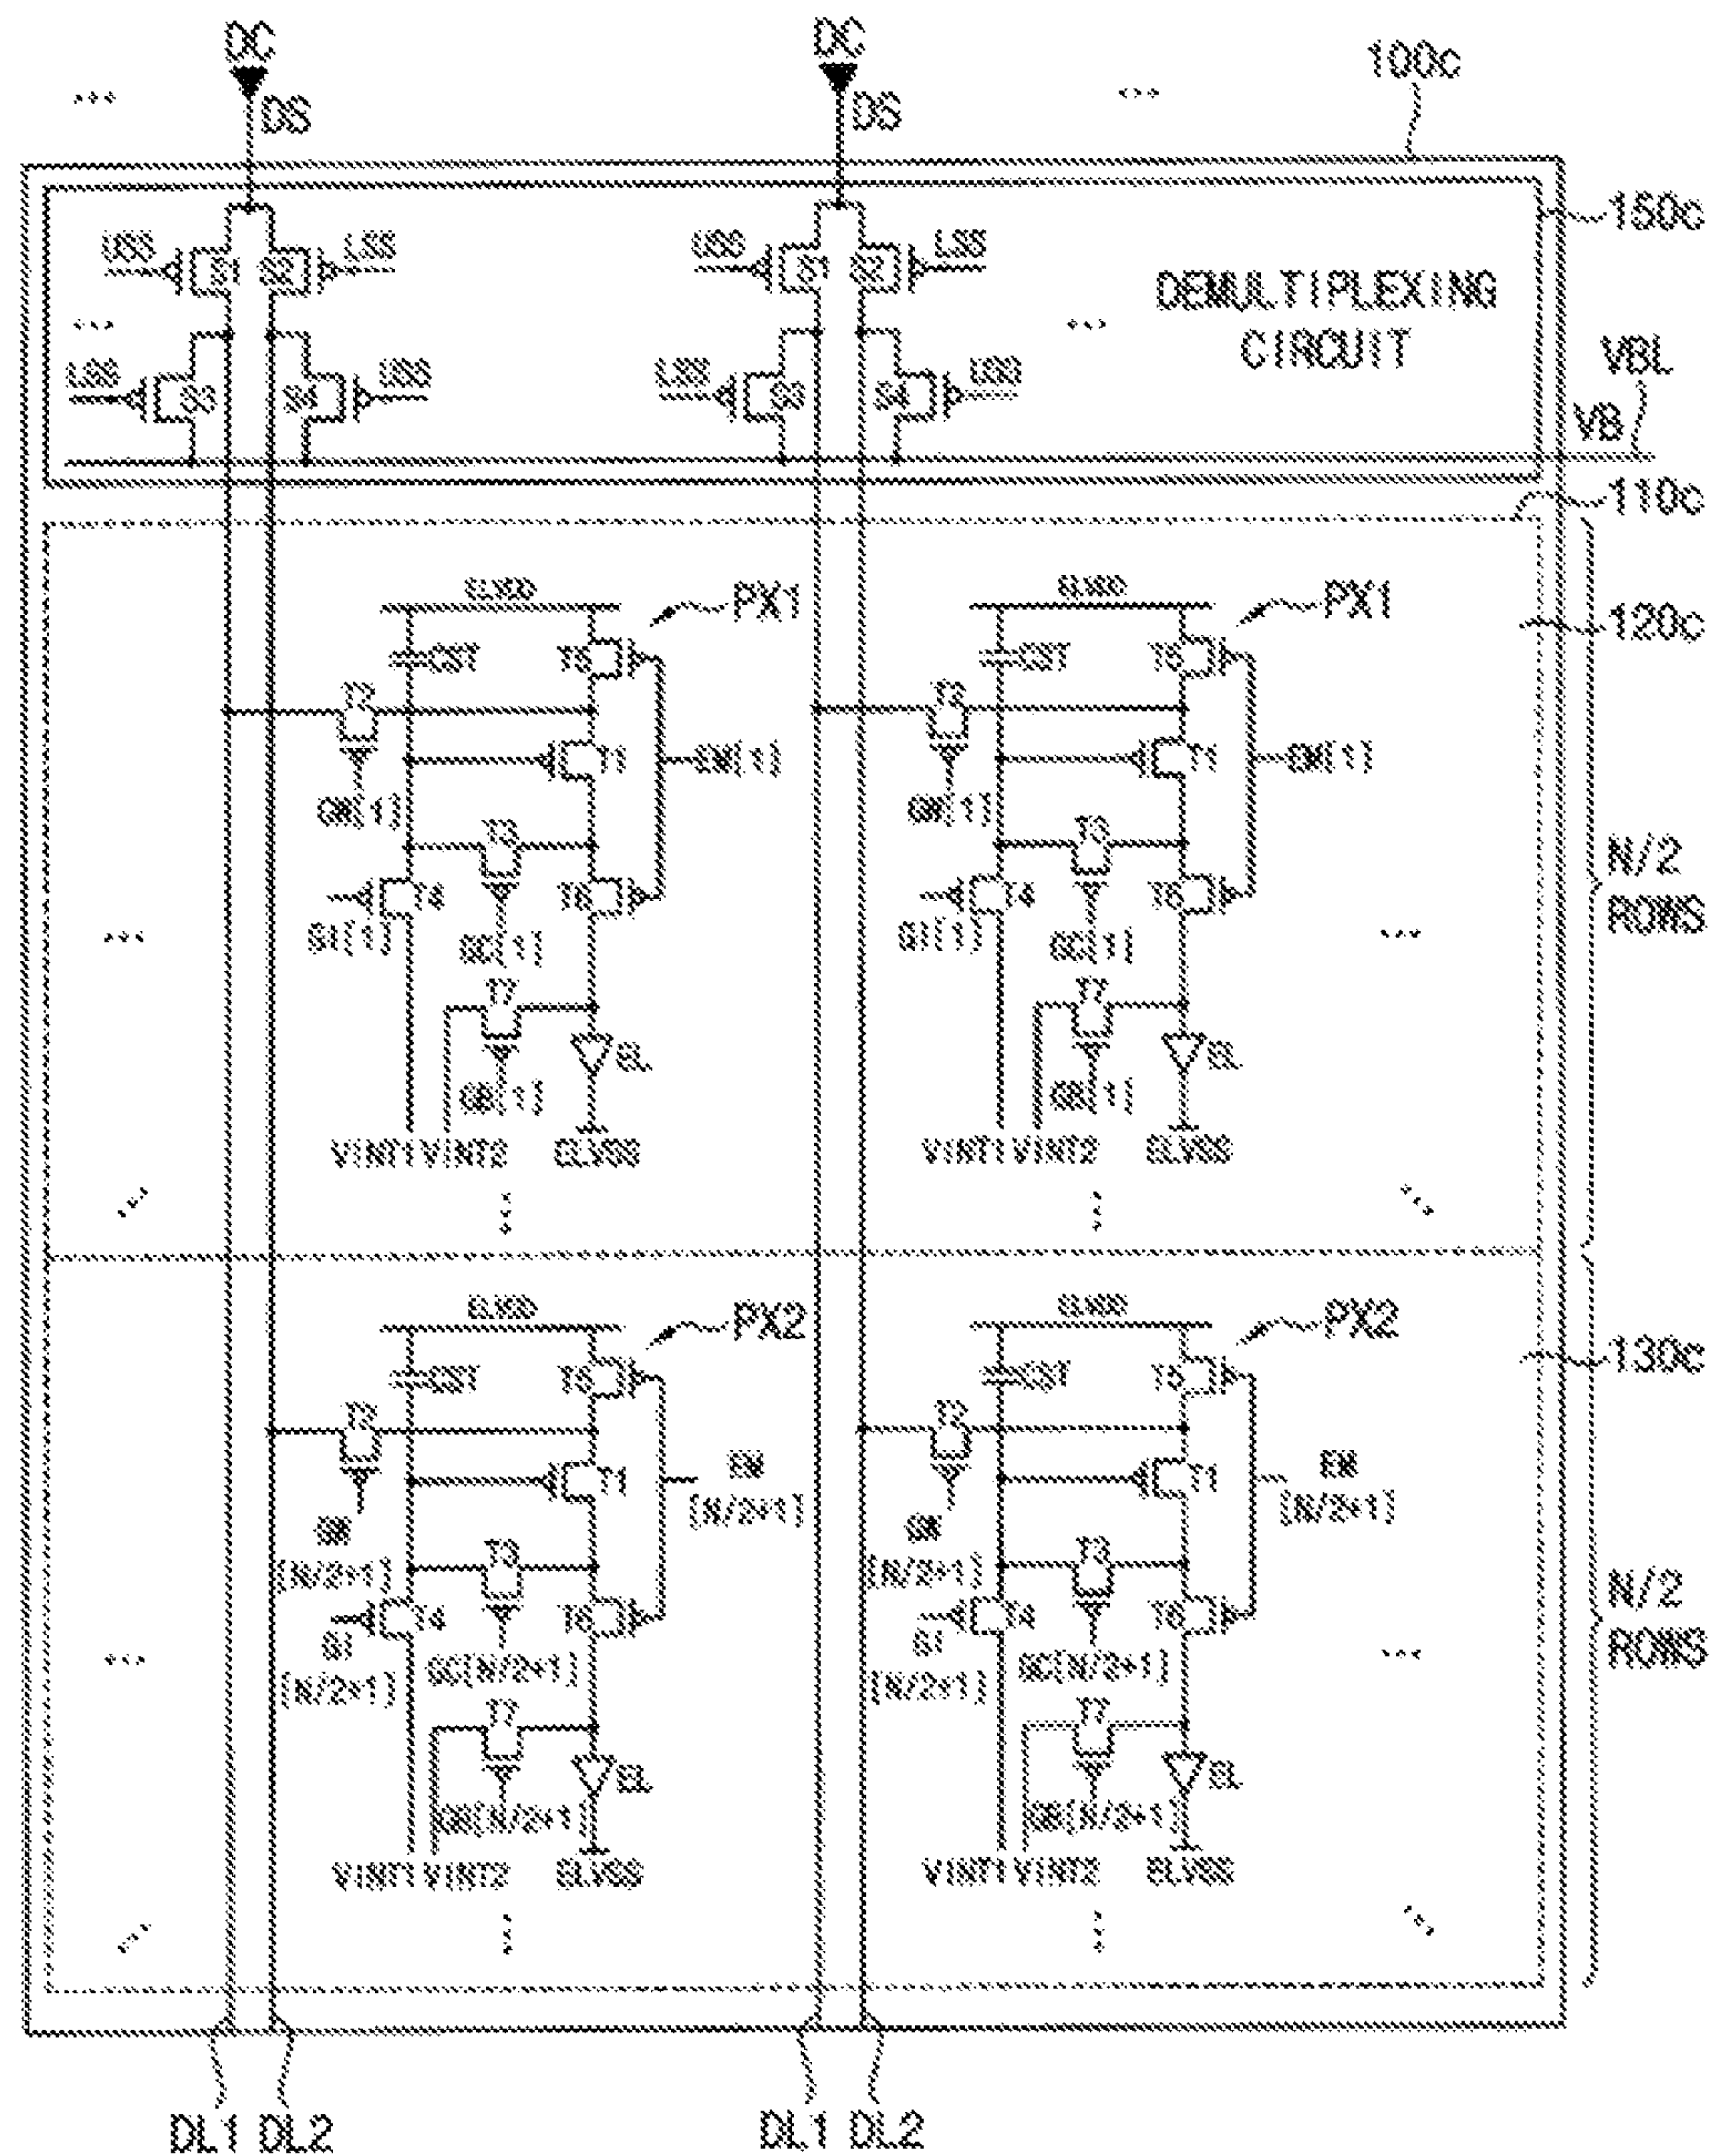 DC DC 100c
... ... ...
DS DS
150c
USS S1 S2 LSS USS S1 S2 LSS
DEMULTIPLEXING
CIRCUIT
... ...
LSS S3 S4 USS LSS S3 S4 USS
VBL
VB
110c
ELVDD PX1 ELVDD PX1
120c
CST T5 CST T5
T2 T2
T1 EM[1] T1 EM[1]
GW[1] GW[1]
T3 T3
T4 T6 T4 T6
N/2
ROWS
GI[1] GC[1] GI[1] GC[1]
... ...
T7 T7
EL EL
GB[1] GB[1]
VINT1 VINT2 ELVSS VINT1 VINT2 ELVSS
... ... ... ...
ELVDD PX2 ELVDD PX2
130c
CST T5 CST T5
T2 T2
T1 EM T1 EM
[N/2+1] [N/2+1]
GW GW
[N/2+1] T3 [N/2+1] T3
T4 T6 T4 T6
N/2
ROWS
GI GI
[N/2+1] GC[N/2+1] [N/2+1] GC[N/2+1]
... ...
T7 T7
EL EL
GB[N/2+1] GB[N/2+1]
VINT1 VINT2 ELVSS VINT1 VINT2 ELVSS
... ... ... ...
DL1 DL2 DL1 DL2